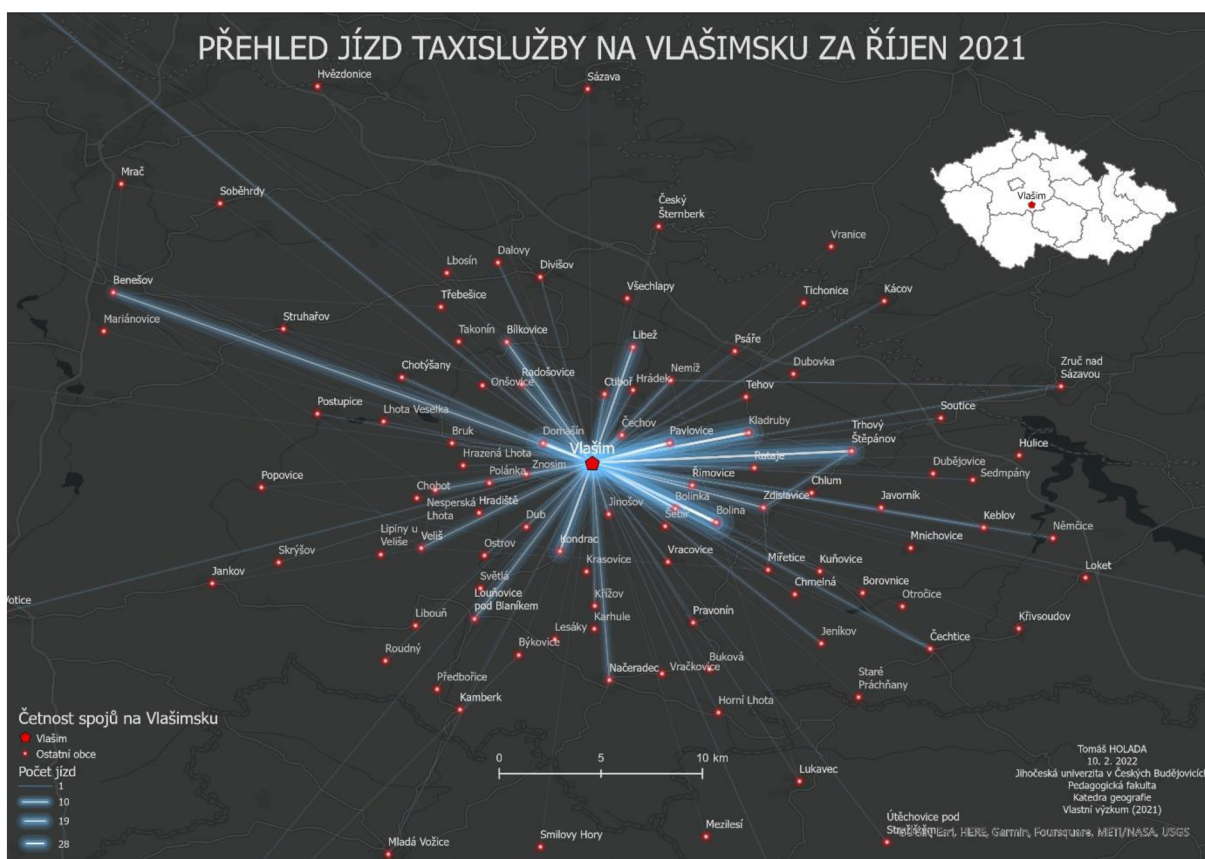 PŘEHLED JÍZD TAXISLUŽBY NA VLAŠIMSKU ZA ŘÍJEN 2021
Hvězdonice
Sázava
Mrač
Soběhrdy
Český
Šternberk
Vlašim
Vranice
Lbosín
Dalovy
Divišov
Benešov
Všechlapy
Tichonice
Kácov
Mariánovice
Struhařov
Třebešice
Takonín
Bílkovice
Libež
Psáře
Chotýšany
Onšovice
Radošovice
Ctiboř
Hrádek
Nemíž
Dubovka
Zruč nad
Sázavou
Tehov
Postupice
Lhota Veselka
Soutice
Bruk
Domašín
Čechov
Pavlovice
Kladruby
Trhový
Štěpánov
Hulice
Vlašim
Hrazená Lhota
Znosim
Rataje
Popovice
Polánka
Římovice
Dubějovice
Sedmpány
Chobot
Chlum
Nesperská
Lhota
Hradiště
Jinošov
Bolinka
Zdislavice
Javorník
Dub
Šebíř
Bolina
Keblov
Lipiny u
Veliše
Veliš
Němčice
Skrýšov
Ostrov
Kondrac
Vracovice
Mnichovice
Jankov
Krasovice
Miřetice
Kuňovice
Loket
Votice
Světlá
Chmelná
Borovnice
Louňovice
pod Blaníkem
Křížov
Otročice
Libouň
Karhule
Pravonín
Křivsoudov
Lesáky
Jeníkov
Čechtice
Roudný
Býkovice
Buková
Předbořice
Načeradec
Vračkovice
Staré
Práchňany
Kamberk
Horní Lhota
Četnost spojů na Vlašimsku
Vlašim
Ostatní obce
Počet jízd
1
10
19
28
0 5 10 km
Lukavec
Tomáš HOLADA
10. 2. 2022
Jihočeská univerzita v Českých Budějovicích
Pedagogická fakulta
Katedra geografie
Vlastní výzkum (2021)
Mladá Vožice
Smilovy Hory
Mezilesí
Útěchovice pod
Stražištěm
Esri, HERE, Garmin, Foursquare, METI/NASA, USGS